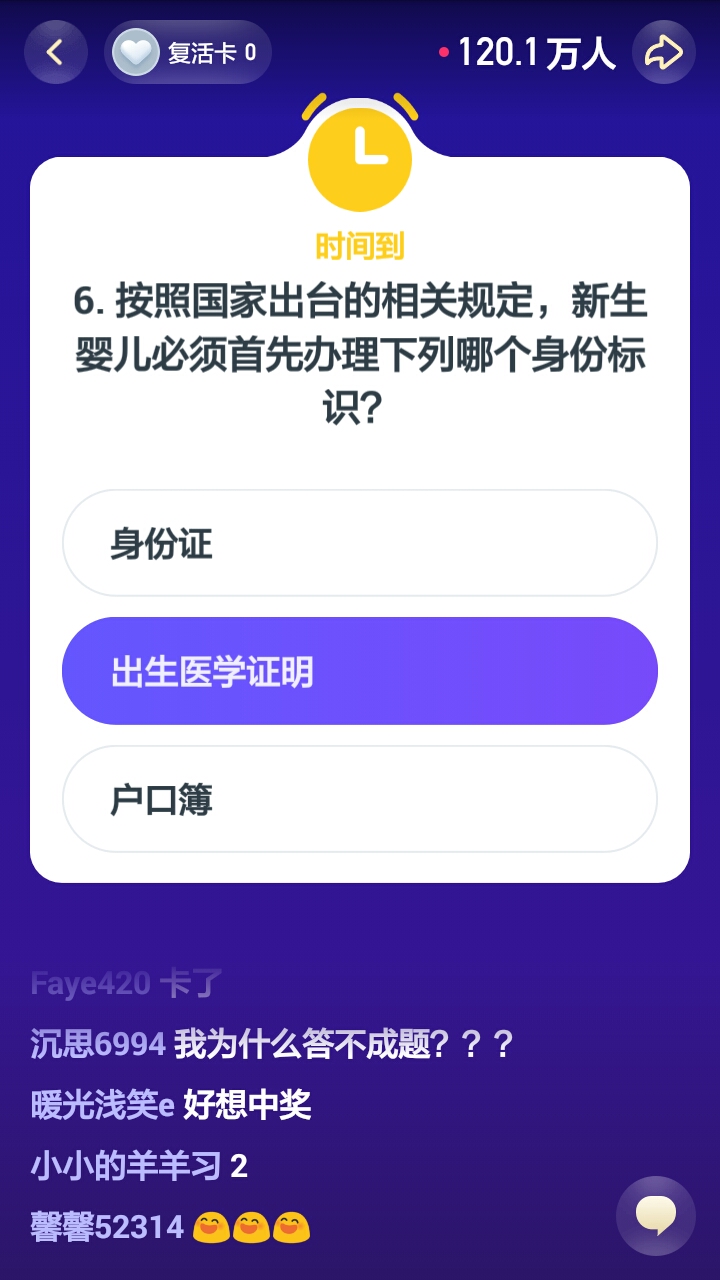 复活卡 0
120.1万人
时间到
6. 按照国家出台的相关规定，新生
婴儿必须首先办理下列哪个身份标
识？
身份证
出生医学证明
户口簿
Faye420 卡了
沉思6994 我为什么答不成题？？？
暖光浅笑e 好想中奖
小小的羊羊习 2
馨馨52314 😄😄😄